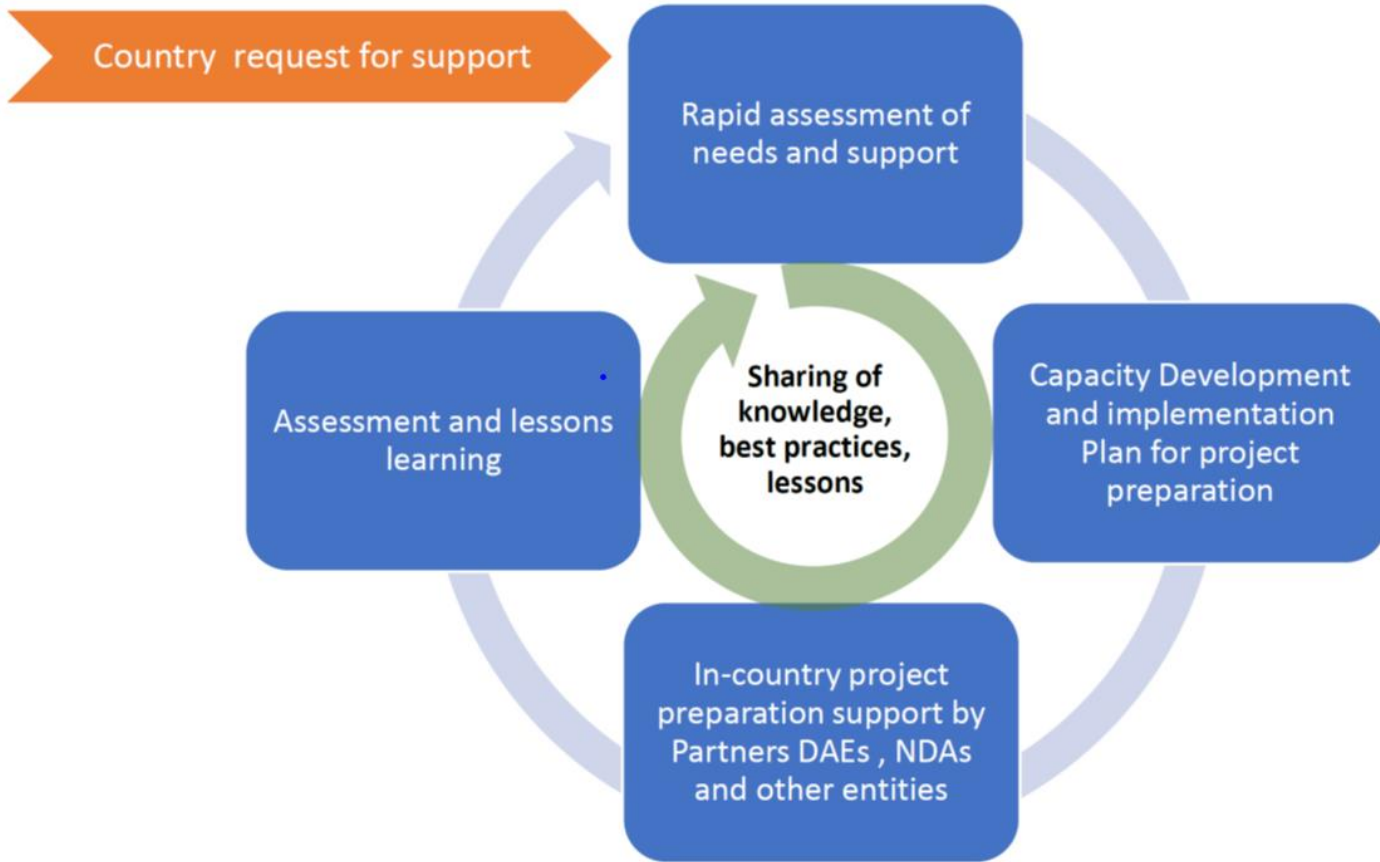 Country  request for support
Rapid assessment of
needs and support
Capacity Development
and implementation
Plan for project
preparation
In-country project
preparation support by
Partners DAEs , NDAs
and other entities
Assessment and lessons
learning
Sharing of
knowledge,
best practices,
lessons